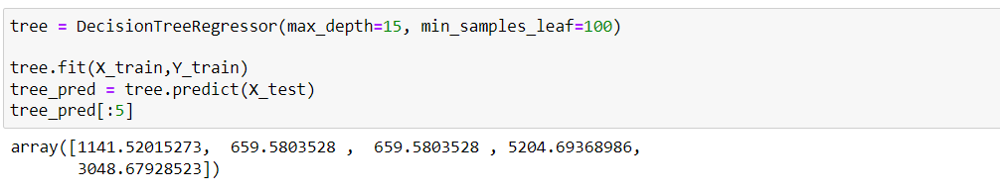 tree = DecisionTreeRegressor(max_depth=15, min_samples_leaf=100)
tree.fit(X_train,Y_train)
tree_pred = tree.predict(X_test)
tree_pred[:5]
array([1141.52015273,  659.5803528 ,  659.5803528 , 5204.69368986,
       3048.67928523])